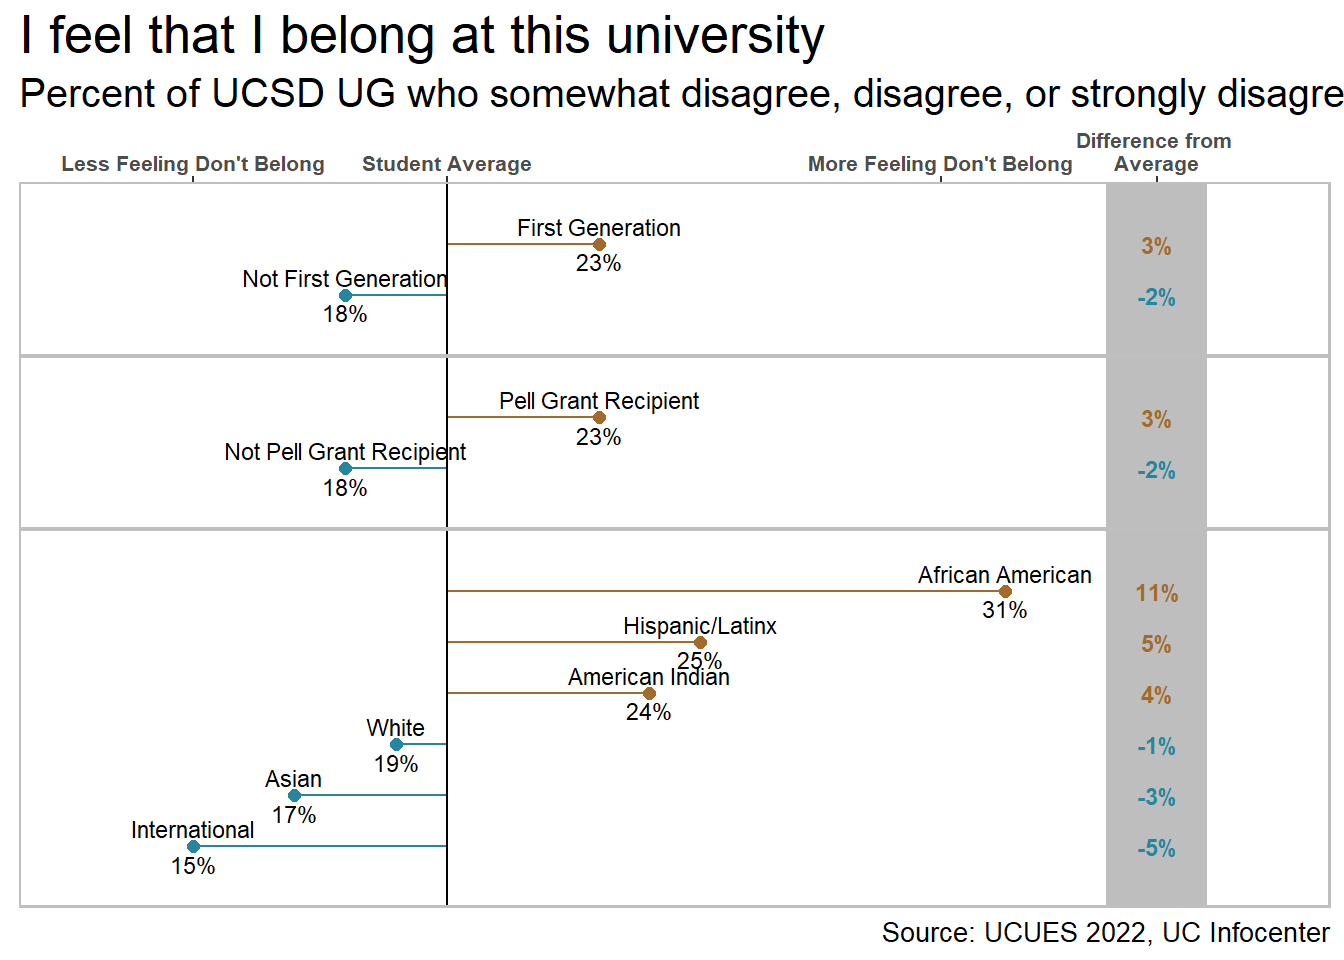 I feel that I belong at this university
Percent of UCSD UG who somewhat disagree, disagree, or strongly disagre
Less Feeling Don't Belong
Student Average
More Feeling Don't Belong
Difference from
Average
First Generation
23%
3%
Not First Generation
18%
-2%
Pell Grant Recipient
23%
3%
Not Pell Grant Recipient
18%
-2%
African American
31%
11%
Hispanic/Latinx
25%
5%
American Indian
24%
4%
White
19%
-1%
Asian
17%
-3%
International
15%
-5%
Source: UCUES 2022, UC Infocenter